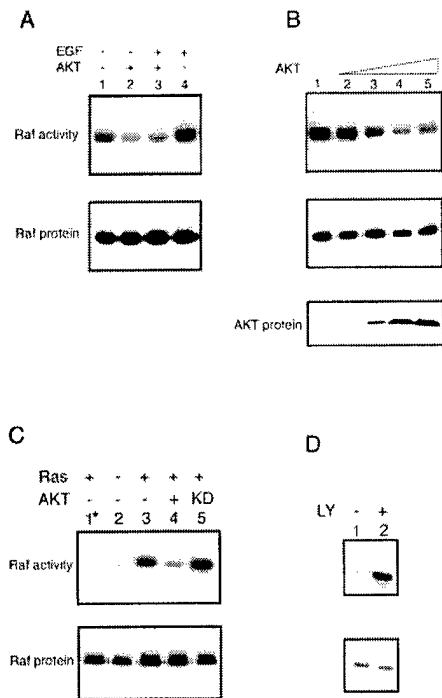 A
EGF - - + +
AKT - + + -
1 2 3 4
Raf activity
Raf protein
B
AKT
1 2 3 4 5
AKT protein
C
Ras + - + + +
AKT - - - + KD
1* 2 3 4 5
Raf activity
Raf protein
D
LY - +
1 2